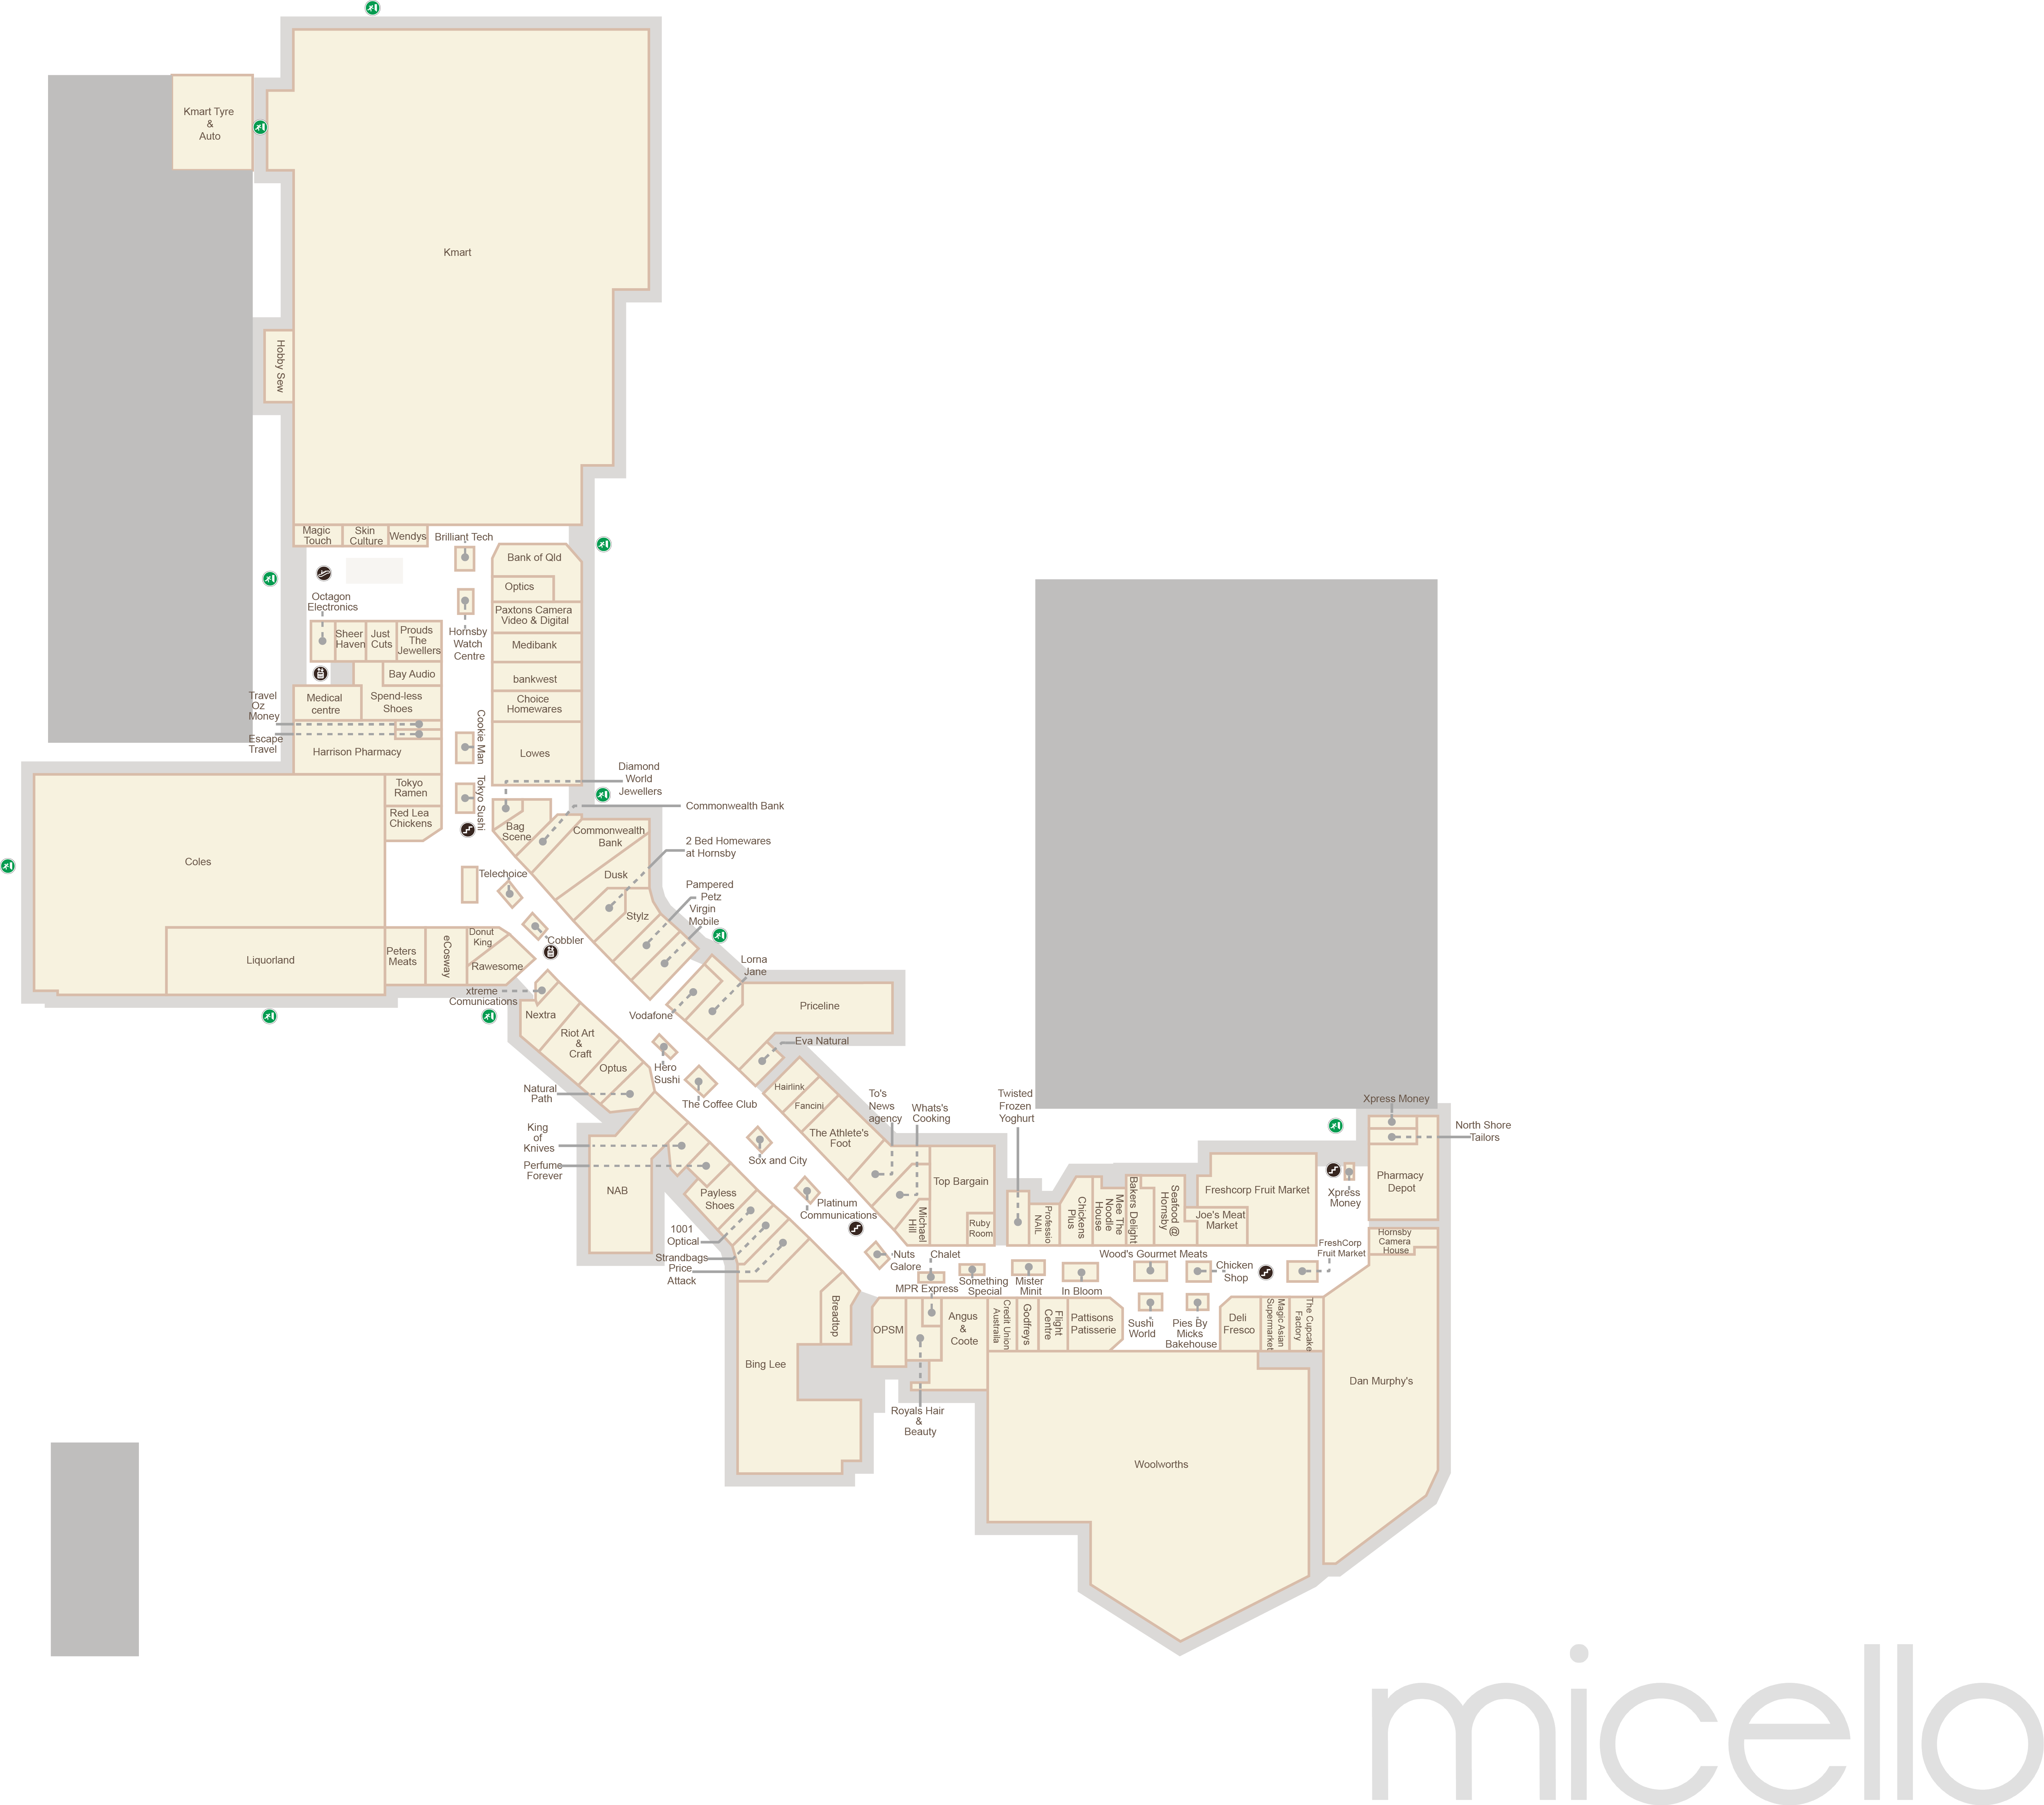 Kmart Tyre
&
Auto
Kmart
Hobby Sew
Magic
Touch
Skin
Culture
Wendys
Brilliant Tech
Bank of Qld
Optics
Octagon
Electronics
Paxtons Camera
Video & Digital
Sheer
Haven
Just
Cuts
Prouds
The
Jewellers
Hornsby
Watch
Centre
Medibank
Bay Audio
bankwest
Medical
centre
Spend-less
Shoes
Travel
Oz
Money
Choice
Homewares
Escape
Travel
Harrison Pharmacy
Cookie Man
Lowes
Tokyo
Ramen
Tokyo Sushi
Diamond
World
Jewellers
Commonwealth Bank
Red Lea
Chickens
Bag
Scene
Commonwealth
Bank
2 Bed Homewares
at Hornsby
Coles
Telechoice
Dusk
Pampered
Petz
Virgin
Mobile
Stylz
Donut
King
Cobbler
Peters
Meats
eCosway
Rawesome
Liquorland
Lorna
Jane
xtreme
Comunications
Nextra
Vodafone
Priceline
Riot Art
&
Craft
Eva Natural
Optus
Hero
Sushi
Natural
Path
The Coffee Club
Hairlink
Fancini
To's
News
agency
Whats's
Cooking
Twisted
Frozen
Yoghurt
Xpress Money
King
of
Knives
The Athlete's
Foot
North Shore
Tailors
Perfume
Forever
Sox and City
NAB
Payless
Shoes
Top Bargain
Platinum
Communications
Michael
Hill
Ruby
Room
Professio
NAIL
Chickens
Plus
Mee The
Noodle
House
Bakers Delight
Seafood @
Hornsby
Freshcorp Fruit Market
Joe's Meat
Market
Xpress
Money
Pharmacy
Depot
1001
Optical
Strandbags
Price
Attack
Nuts
Galore
Chalet
Wood's Gourmet Meats
FreshCorp
Fruit Market
Hornsby
Camera
House
Chicken
Shop
MPR Express
Something
Special
Mister
Minit
In Bloom
Breadtop
OPSM
Angus
&
Coote
Credit Union
Austraila
Godfreys
Flight
Centre
Pattisons
Patisserie
Sushi
World
Pies By
Micks
Bakehouse
Deli
Fresco
Magic Asian
Supermarket
The Cupcake
Factory
Bing Lee
Dan Murphy's
Royals Hair
&
Beauty
Woolworths
micello